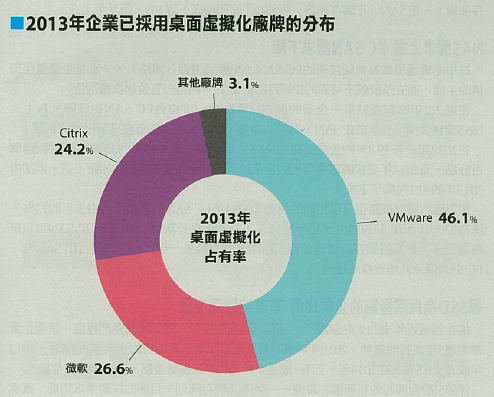 ■2013年企業已採用桌面虛擬化廠牌的分布
其他廠牌 3.1%
Citrix
24.2%
VMware 46.1%
2013年
桌面虛擬化
占有率
微軟 26.6%